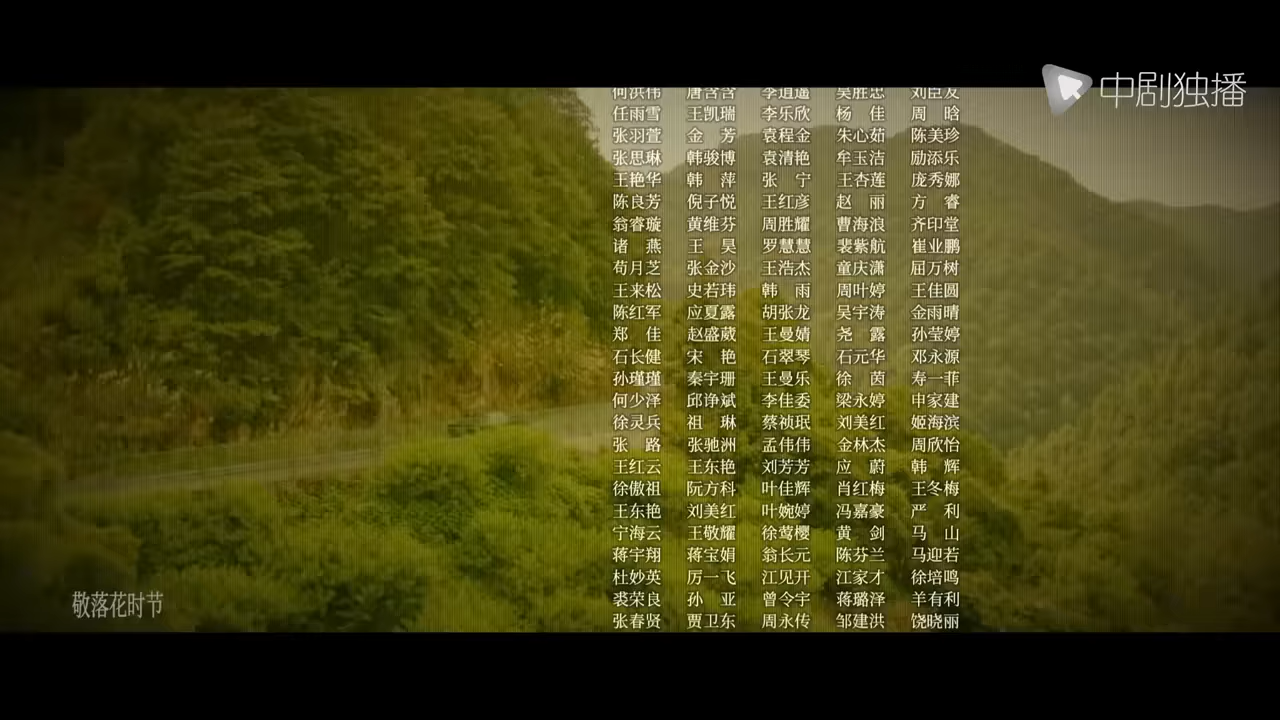 中剧独播
何洪伟 唐含含 李逍遥 吴胜忠 刘臣友
任雨雪 王凯瑞 李乐欣 杨 佳 周 晗
张羽萱 金 芳 袁程金 朱心茹 陈美珍
张思琳 韩骏博 袁清艳 牟玉洁 励添乐
王艳华 韩 萍 张 宁 王杏莲 庞秀娜
陈良芳 倪子悦 王红彦 赵 丽 方 睿
翁睿璇 黄维芬 周胜耀 曹海浪 齐印堂
诸 燕 王 昊 罗慧慧 裴紫航 崔业鹏
苟月芝 张金沙 王浩杰 童庆潇 屈万树
王来松 史若玮 韩 雨 周叶婷 王佳圆
陈红军 应夏露 胡张龙 吴宇涛 金雨晴
郑 佳 赵盛葳 王曼婧 尧 露 孙莹婷
石长健 宋 艳 石翠琴 石元华 邓永源
孙瑾瑾 秦宇珊 王曼乐 徐 茵 寿一菲
何少泽 邱诤斌 李佳委 梁永婷 申家建
徐灵兵 祖 琳 蔡祯珉 刘美红 姬海滨
张 路 张驰洲 孟伟伟 金林杰 周欣怡
王红云 王东艳 刘芳芳 应 蔚 韩 辉
徐傲祖 阮方科 叶佳辉 肖红梅 王冬梅
王东艳 刘美红 叶婉婷 冯嘉豪 严 利
宁海云 王敬耀 徐莺樱 黄 剑 马 山
蒋宇翔 蒋宝娟 翁长元 陈芬兰 马迎若
杜妙英 厉一飞 江见开 江家才 徐培鸣
裘荣良 孙 亚 曾令宇 蒋璐泽 羊有利
张春贤 贾卫东 周永传 邹建洪 饶晓丽
敬落花时节